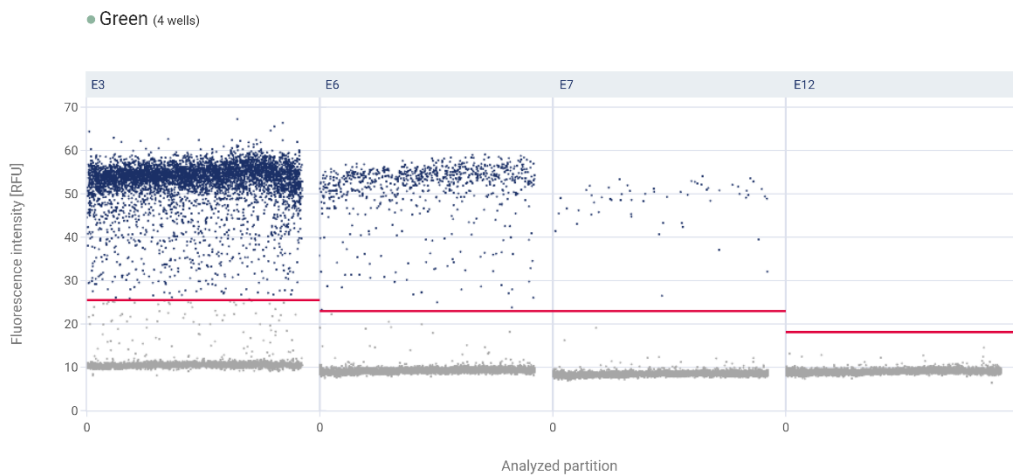 Green (4 wells)
E3 E6 E7 E12
70
60
50
40
30
20
10
0
0 0 0 0
Fluorescence intensity [RFU]
Analyzed partition